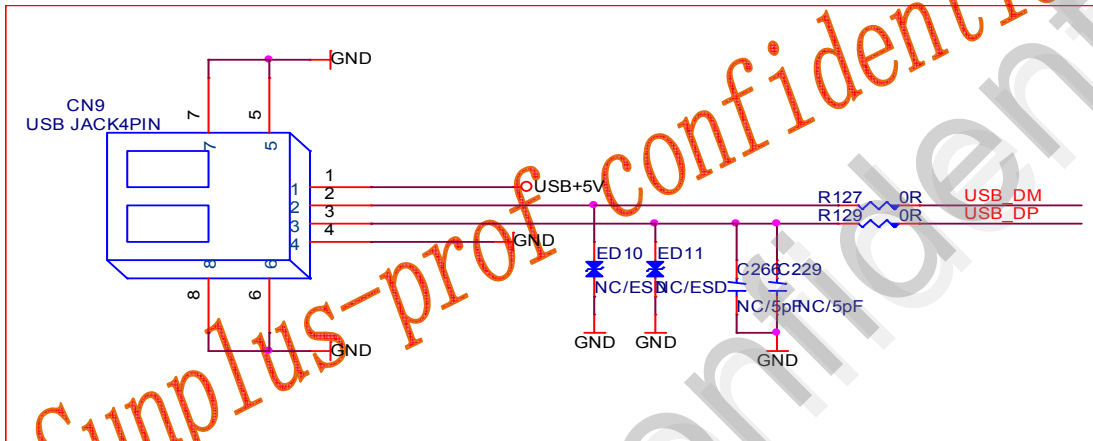 Sunplus-prof confidenti
confident
GND
CN9
USB JACK4PIN
7
5
7
5
1
1
USB+5V
2
2
R127
0R
USB_DM
3
3
R129
0R
USB_DP
4
4
GND
ED10
ED11
NC/ESD
NC/ESD
C266
C229
NC/5pF
NC/5pF
8
6
8
6
GND
GND
GND
GND